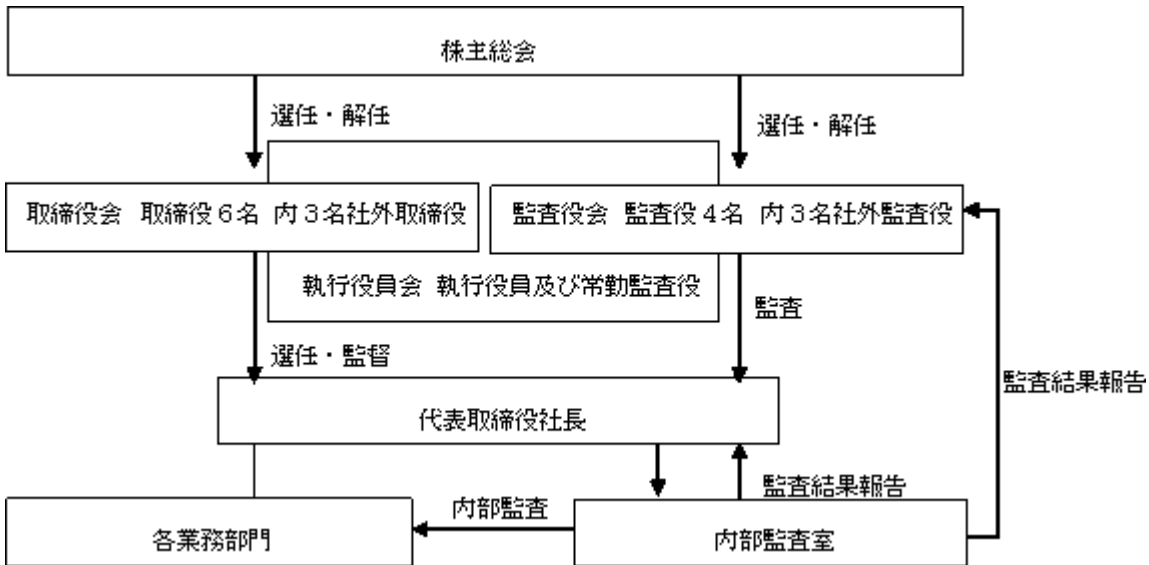 株主総会
選任・解任
選任・解任
取締役会 取締役６名 内３名社外取締役
監査役会 監査役４名 内３名社外監査役
執行役員会 執行役員及び常勤監査役
監査
選任・監督
監査結果報告
代表取締役社長
監査結果報告
内部監査
各業務部門
内部監査室